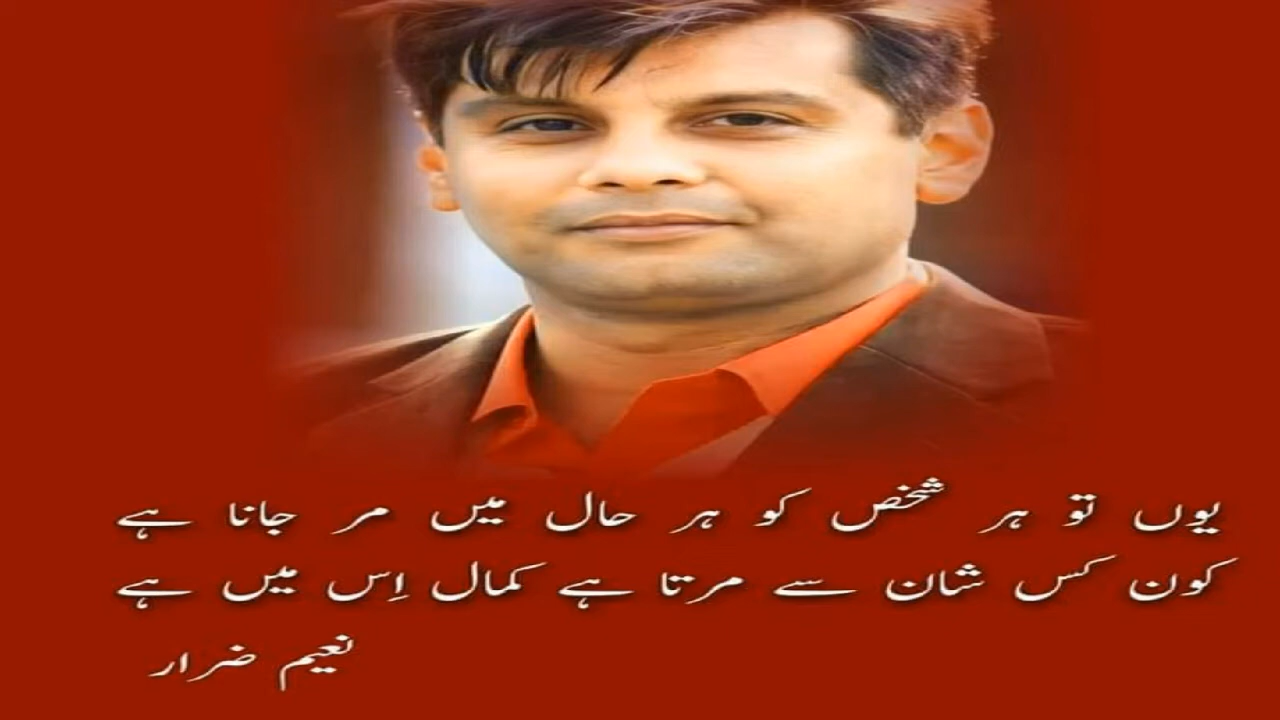 یوں تو ہر شخص کو ہر حال میں مر جانا ہے
کون کس شان سے مرتا ہے کمال اِس میں ہے
نعیم ضرار